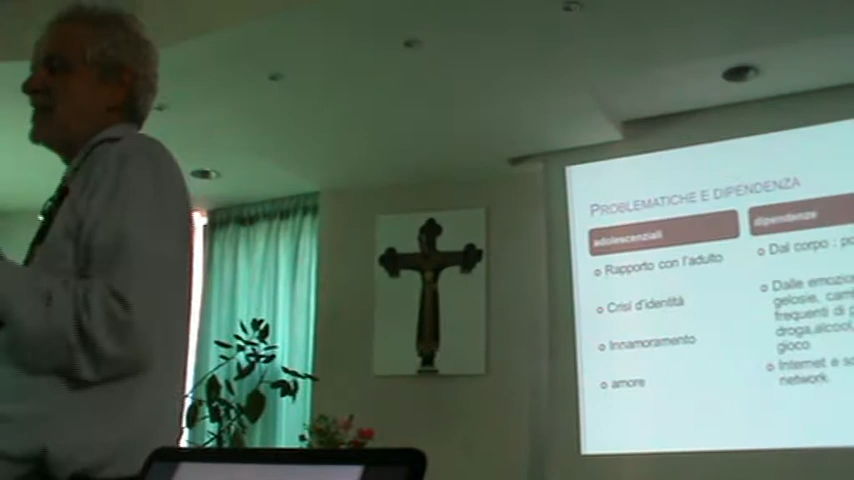 PROBLEMATICHE E DIPENDENZA
adolescenziali
Rapporto con l'adulto
Crisi d'identità
Innamoramento
amore
dipendenze
Dal corpo :
Dalle emozion
gelosie,
frequenti di
droga,alcool,
gioco
Internet e
network,